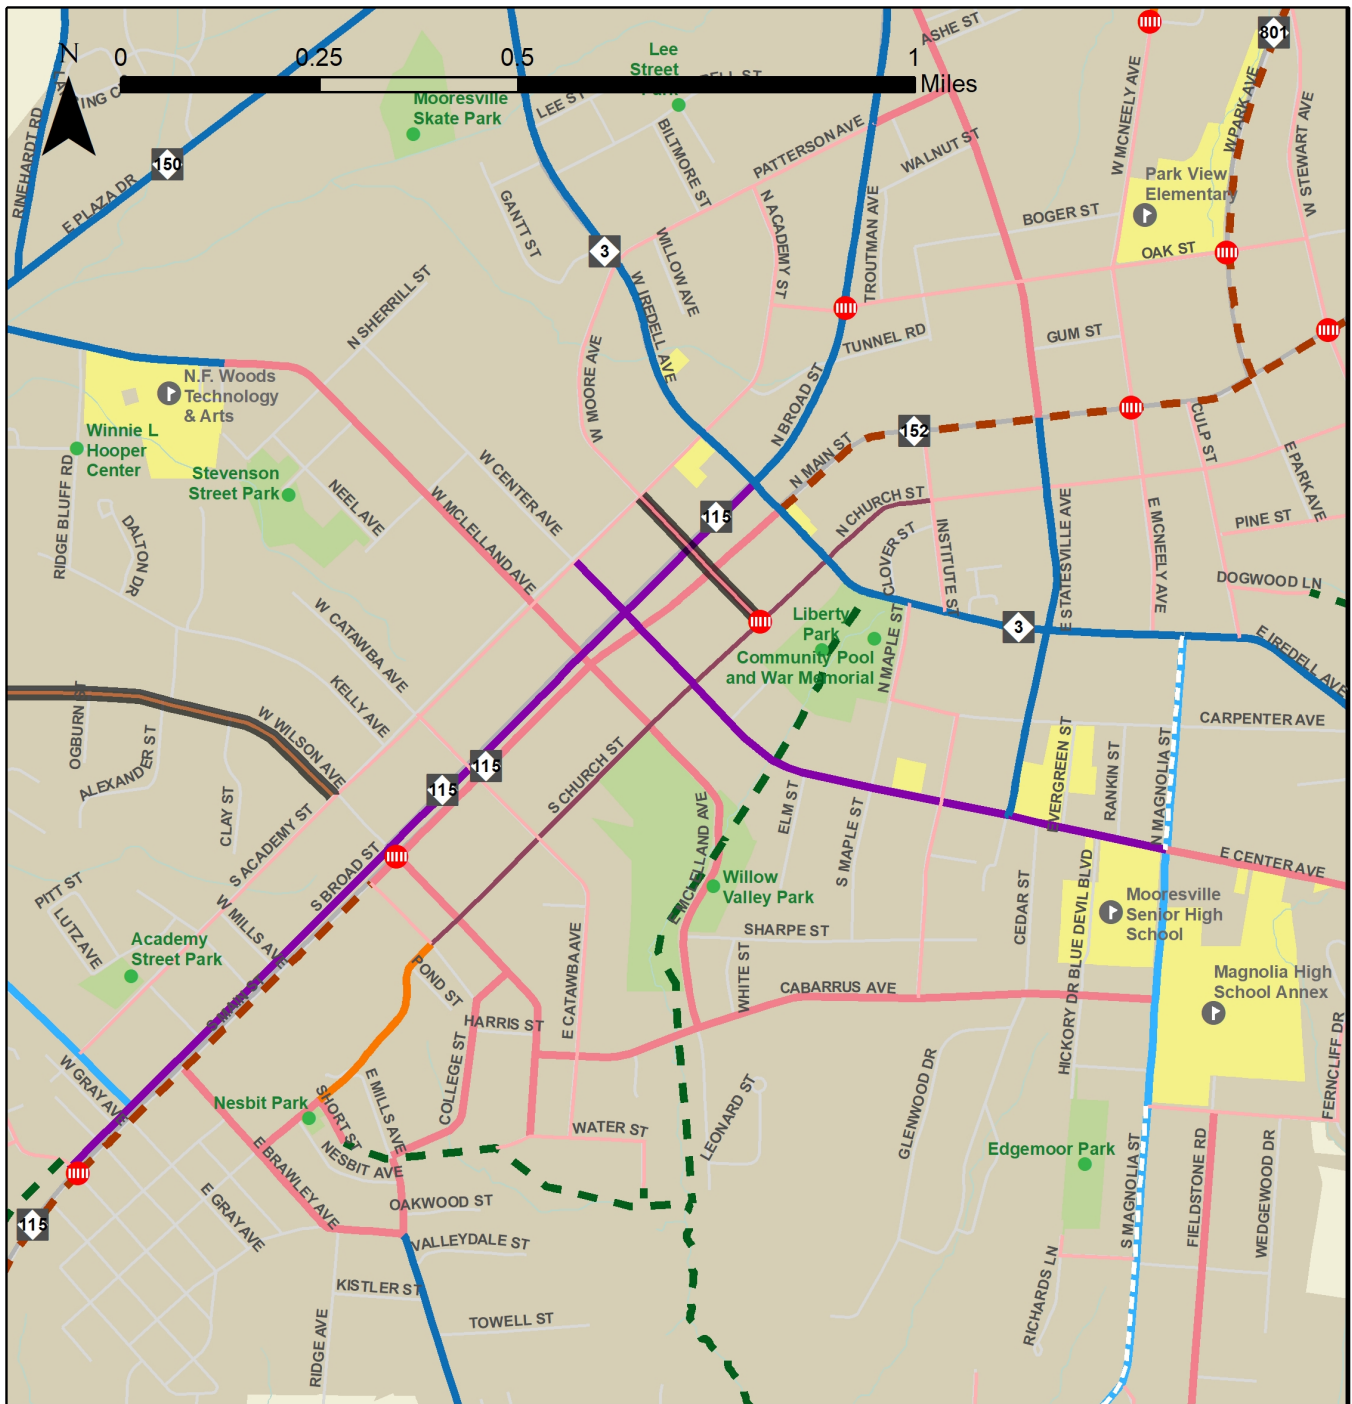 N
0
0.25
0.5
1
Miles
Lee
Street
Park
ASHE ST
801
LEE ST
Mooresville
Skate Park
RINEHARDT RD
150
E PLAZA DR
BILTMORE ST
PATTERSON AVE
WALNUT ST
W MCNEELY AVE
W PARK AVE
W STEWART AVE
Park View
Elementary
GANTT ST
N ACADEMY ST
TROUTMAN AVE
BOGER ST
OAK ST
3
WILLOW AVE
W IREDELL AVE
N SHERRILL ST
TUNNEL RD
GUM ST
W MOORE AVE
N BROAD ST
N.F. Woods
Technology
& Arts
Winnie L
Hooper
Center
Stevenson
Street Park
RIDGE BLUFF RD
NEEL AVE
DALTON DR
W MCLELLAND AVE
W CENTER AVE
115
N MAIN ST
152
CULP ST
E PARK AVE
N CHURCH ST
CLOVER ST
INSTITUTE ST
E STATESVILLE AVE
E MCNEELY AVE
PINE ST
DOGWOOD LN
W CATAWBA AVE
KELLY AVE
Liberty
Park
Community Pool
and War Memorial
N MAPLE ST
3
E IREDELL AVE
CARPENTER AVE
OGBURN ST
ALEXANDER ST
W WILSON AVE
CLAY ST
115
115
S CHURCH ST
ELM ST
S MAPLE ST
EVERGREEN ST
RANKIN ST
N MAGNOLIA ST
E CENTER AVE
S ACADEMY ST
S BROAD ST
E MCLELLAND AVE
Willow
Valley Park
PITT ST
LUTZ AVE
W MILLS AVE
Academy
Street Park
S MAIN ST
POND ST
SHARPE ST
WHITE ST
CEDAR ST
HICKORY DR BLUE DEVIL BLVD
Mooresville
Senior High
School
Magnolia High
School Annex
CABARRUS AVE
HARRIS ST
E CATAWBA AVE
W GRAY AVE
COLLEGE ST
Nesbit Park
SHORT ST
E MILLS AVE
NESBIT AVE
WATER ST
LEONARD ST
GLENWOOD DR
FERNCLIFF DR
Edgemoor Park
E BRAWLEY AVE
E GRAY AVE
OAKWOOD ST
VALLEYDALE ST
115
S MAGNOLIA ST
FIELDSTONE RD
WEDGEWOOD DR
RICHARDS LN
KISTLER ST
TOWELL ST
RIDGE AVE